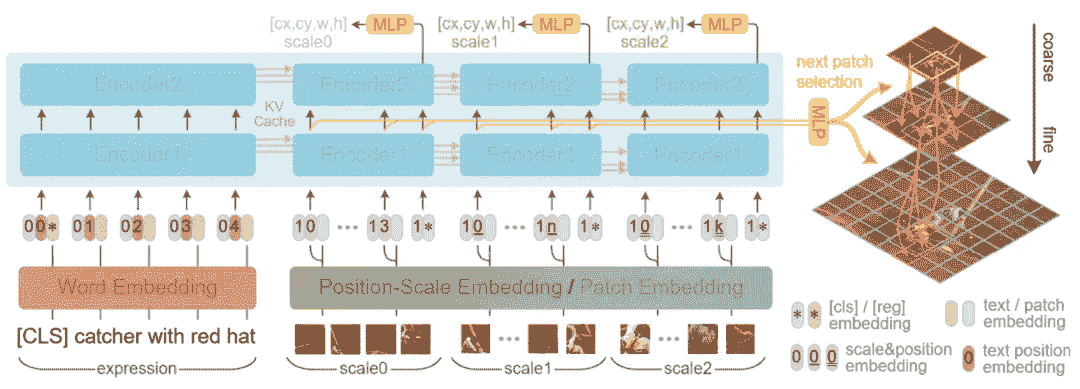 [cx,cy,w,h] MLP [cx,cy,w,h] MLP [cx,cy,w,h] MLP
scale0 scale1 scale2
Encoder2 Encoder2 Encoder2 Encoder2
KV
Cache
Encoder1 Encoder1 Encoder1 Encoder1
next patch
selection
MLP
coarse
fine
00* 01 02 03 04 10 ... 13 1* 10 ... 1n 1* 10 ... 1k 1*
Word Embedding Position-Scale Embedding / Patch Embedding
[CLS] catcher with red hat
expression scale0 scale1 scale2
* * [cls] / [reg]
embedding
text / patch
embedding
0 0 0 scale&position
embedding
0 text position
embedding